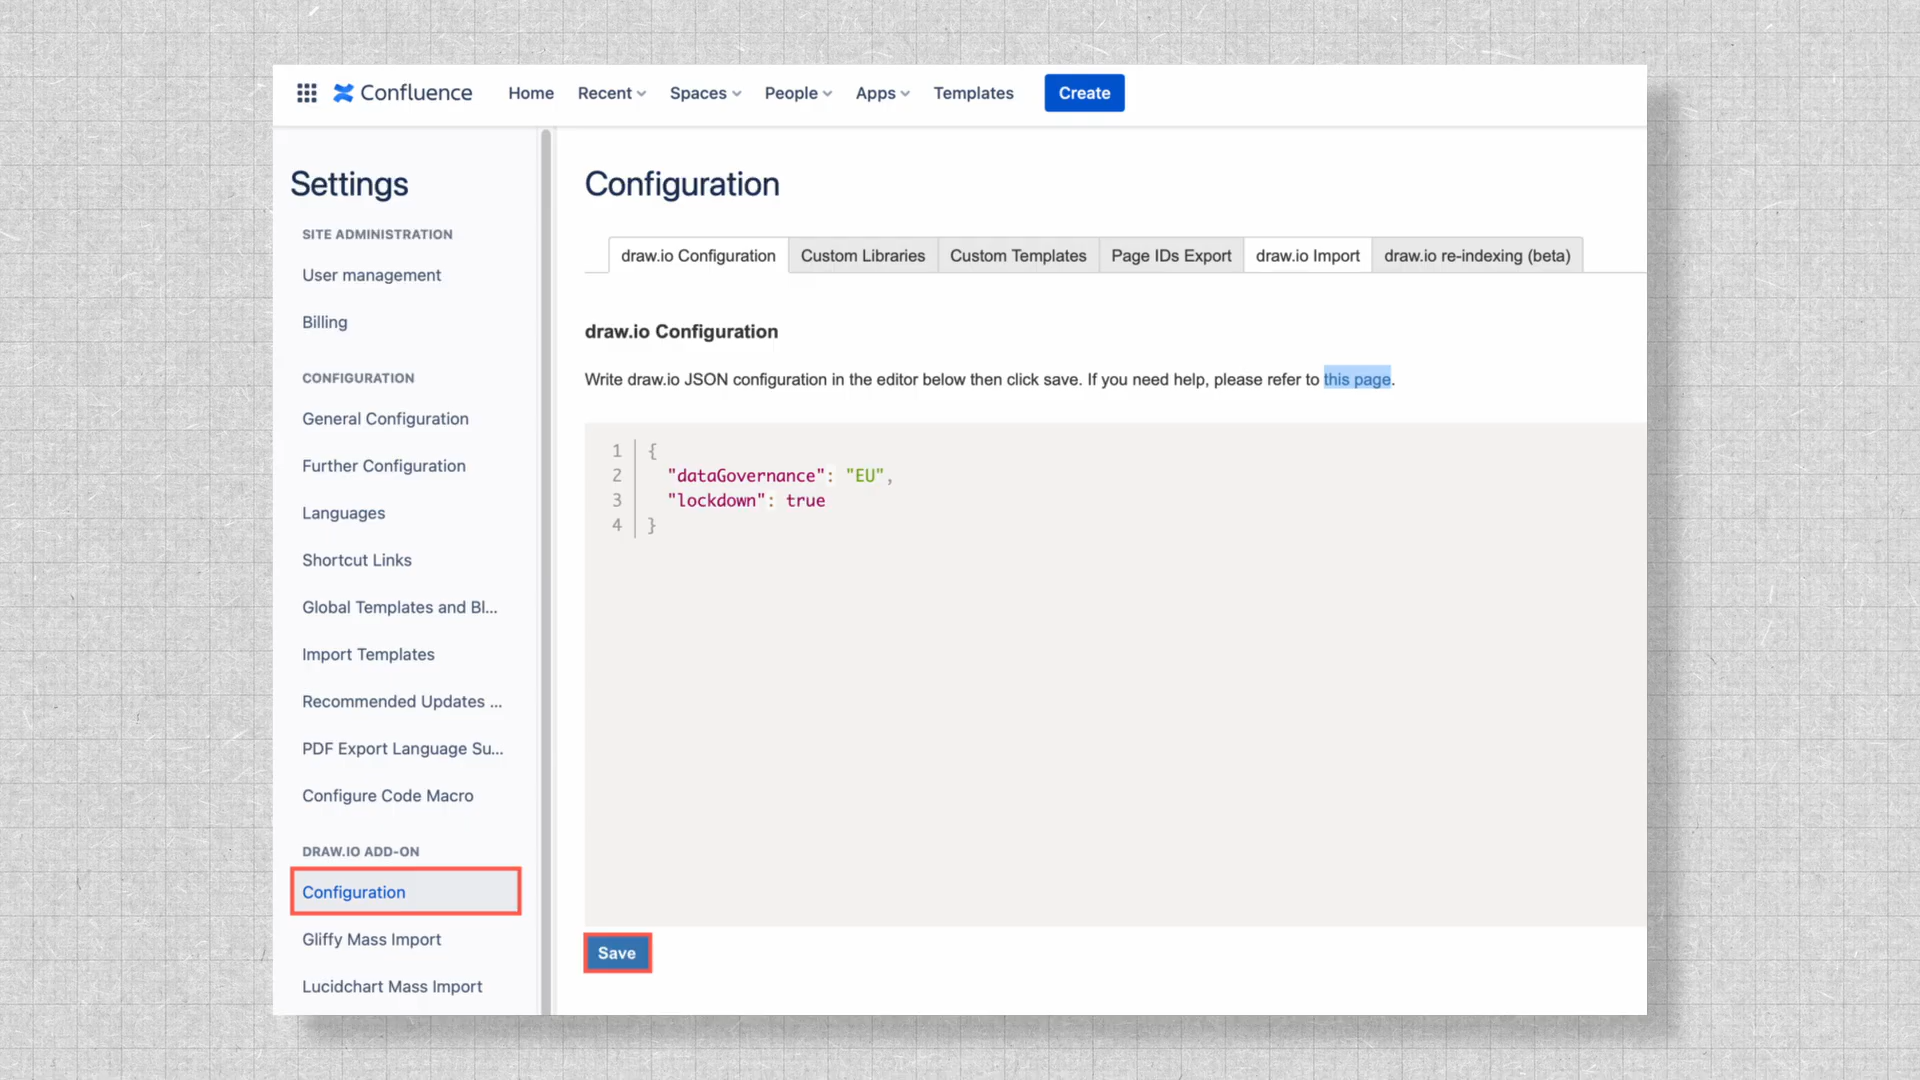 Confluence Home Recent Spaces People Apps Templates Create
Settings
SITE ADMINISTRATION
User management
Billing
CONFIGURATION
General Configuration
Further Configuration
Languages
Shortcut Links
Global Templates and Bl...
Import Templates
Recommended Updates ...
PDF Export Language Su...
Configure Code Macro
DRAW.IO ADD-ON
Configuration
Gliffy Mass Import
Lucidchart Mass Import
Configuration
draw.io Configuration Custom Libraries Custom Templates Page IDs Export draw.io Import draw.io re-indexing (beta)
draw.io Configuration
Write draw.io JSON configuration in the editor below then click save. If you need help, please refer to this page.
1 {
2 "dataGovernance": "EU",
3 "lockdown": true
4 }
Save